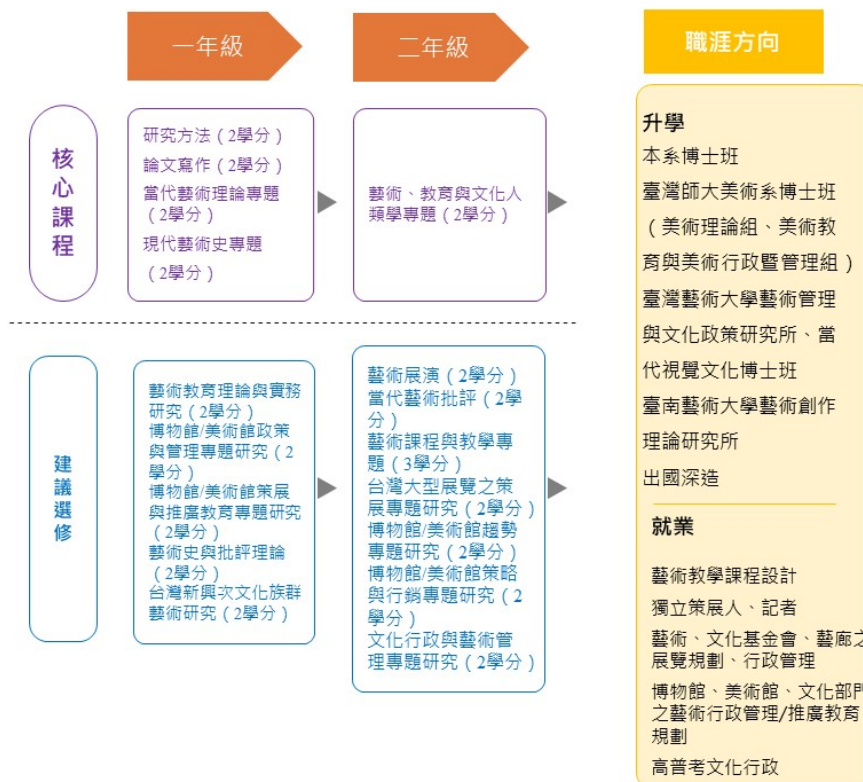 一年級
二年級
職涯方向
核
心
課
程
研究方法（2學分）
論文寫作（2學分）
當代藝術理論專題
（2學分）
現代藝術史專題
（2學分）
藝術、教育與文化人
類學專題（2學分）
建
議
選
修
藝術教育理論與實務
研究（2學分）
博物館/美術館政策
與管理專題研究（2
學分）
博物館/美術館策展
與推廣教育專題研究
（2學分）
藝術史與批評理論
（2學分）
台灣新興次文化族群
藝術研究（2學分）
藝術展演（2學分）
當代藝術批評（2學
分）
藝術課程與教學專
題（3學分）
台灣大型展覽之策
展專題研究（2學分）
博物館/美術館趨勢
專題研究（2學分）
博物館/美術館策略
與行銷專題研究（2
學分）
文化行政與藝術管
理專題研究（2學分）
升學
本系博士班
臺灣師大美術系博士班
（美術理論組、美術教
育與美術行政暨管理組）
臺灣藝術大學藝術管理
與文化政策研究所、當
代視覺文化博士班
臺南藝術大學藝術創作
理論研究所
出國深造
就業
藝術教學課程設計
獨立策展人、記者
藝術、文化基金會、藝廊之
展覽規劃、行政管理
博物館、美術館、文化部門
之藝術行政管理/推廣教育
規劃
高普考文化行政